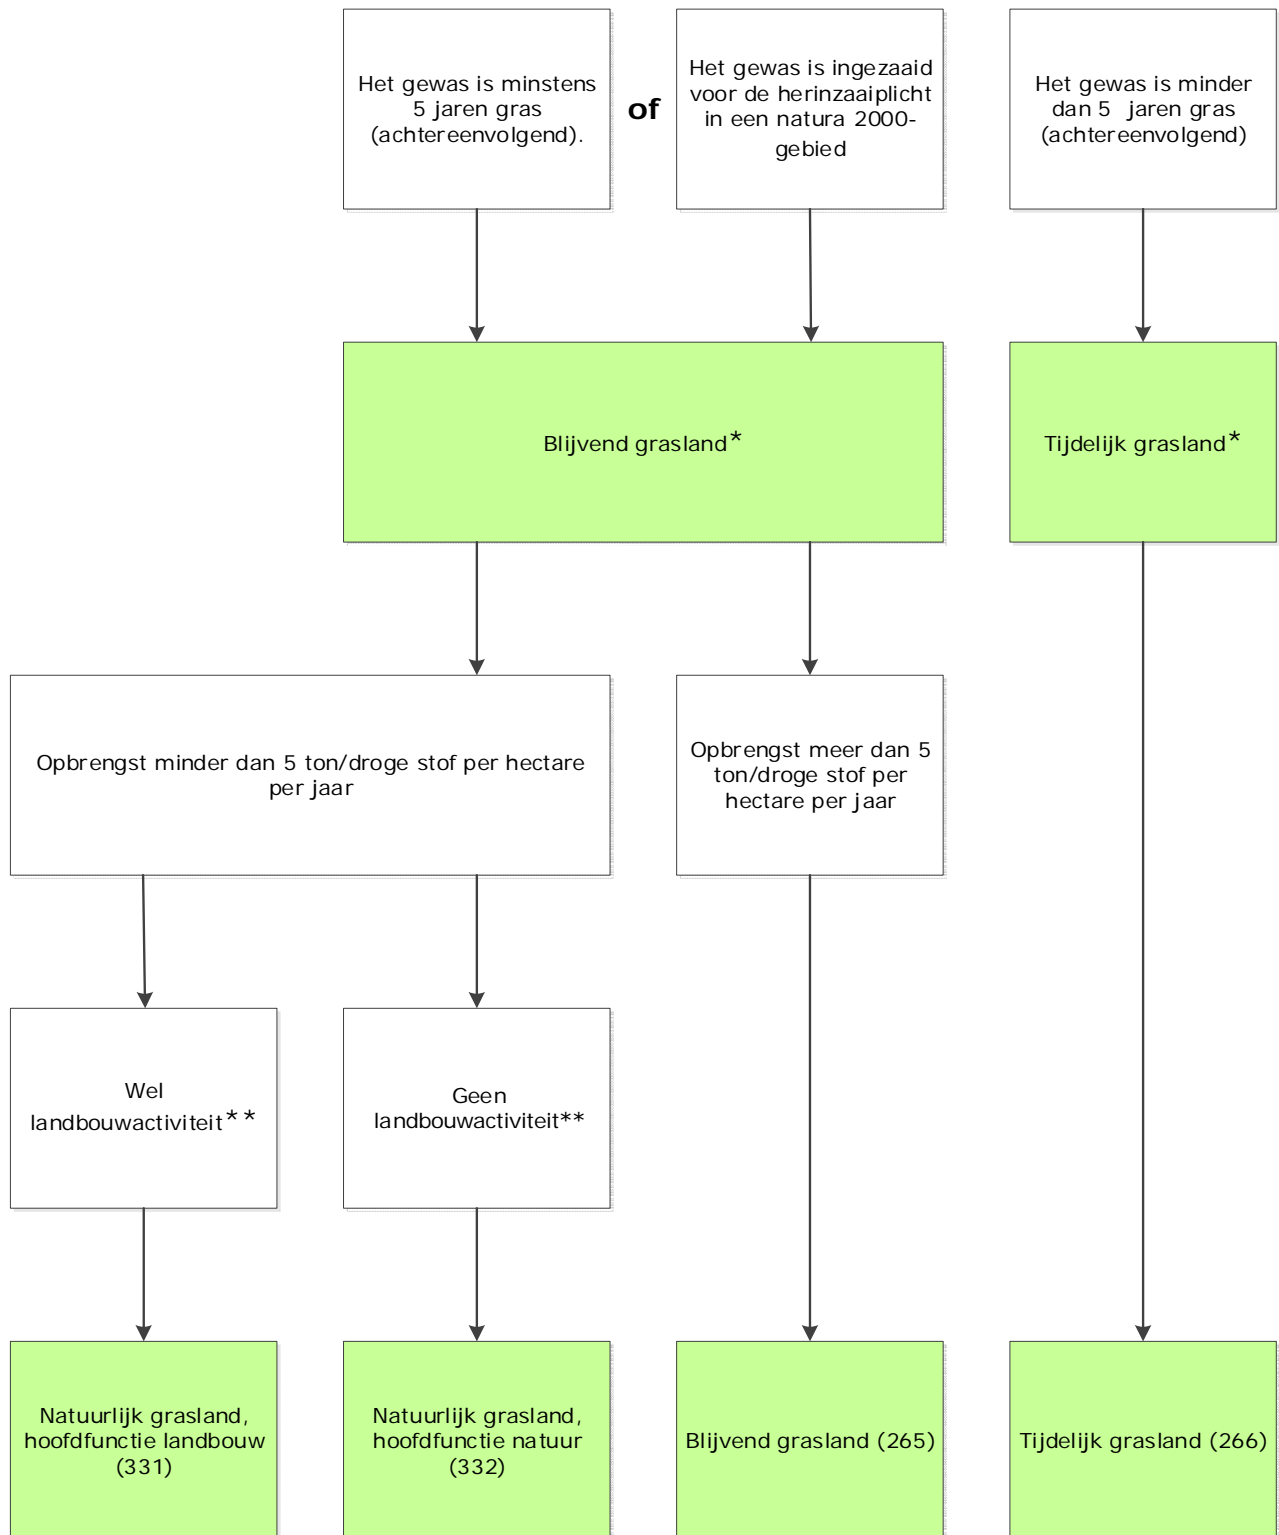 Het gewas is minstens
5 jaren gras
(achtereenvolgend).
of
Het gewas is ingezaaid
voor de herinzaaiplicht
in een natura 2000-
gebied
Het gewas is minder
dan 5 jaren gras
(achtereenvolgend)
Blijvend grasland*
Tijdelijk grasland*
Opbrengst minder dan 5 ton/droge stof per hectare
per jaar
Opbrengst meer dan 5
ton/droge stof per
hectare per jaar
Wel
landbouwactiviteit**
Geen
landbouwactiviteit**
Natuurlijk grasland,
hoofdfunctie landbouw
(331)
Natuurlijk grasland,
hoofdfunctie natuur
(332)
Blijvend grasland (265)
Tijdelijk grasland (266)